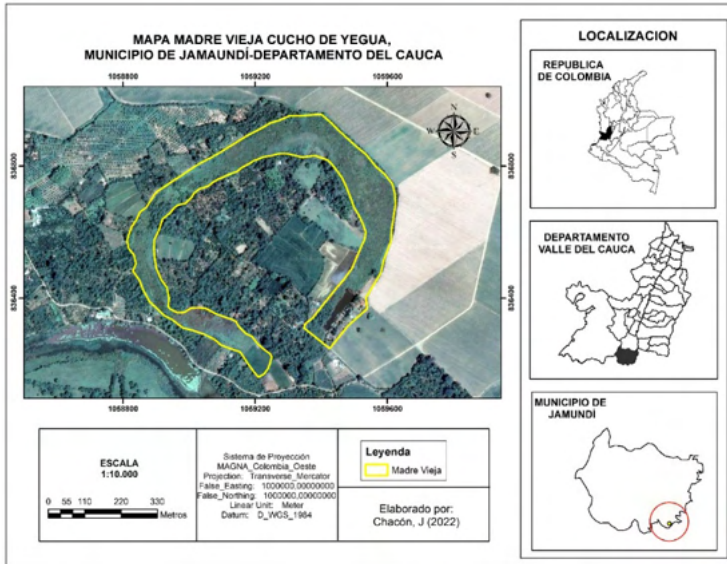 MAPA MADRE VIEJA CUCHO DE YEGUA,
MUNICIPIO DE JAMAUNDÍ-DEPARTAMENTO DEL CAUCA
1058800
1059200
1059600
836800
836400
N
W
E
S
836800
836400
1058800
1059200
1059600
ESCALA
1:10.000
0 55 110 220 330
Metros
Sistema de Proyección
MAGNA_Colombia_Oeste
Projection: Transverse_Mercator
False_Easting: 1000000,00000000
False_Northing: 1000000,00000000
Linear Unit: Meter
Datum: D_WGS_1984
Leyenda
Madre Vieja
Elaborado por:
Chacón, J (2022)
LOCALIZACION
REPUBLICA
DE COLOMBIA
DEPARTAMENTO
VALLE DEL CAUCA
MUNICIPIO DE
JAMUNDÍ